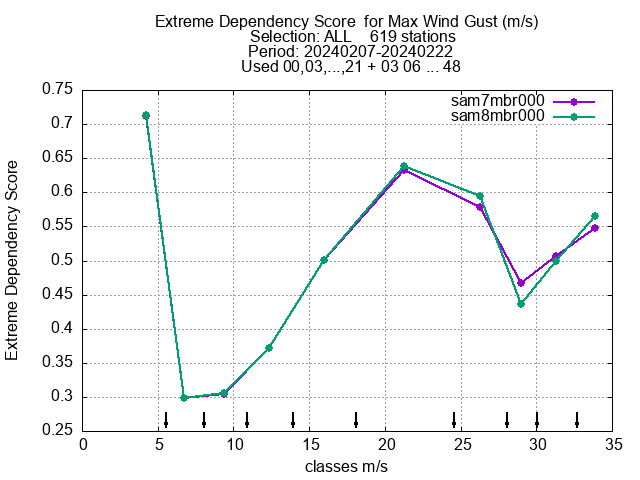 Extreme Dependency Score  for Max Wind Gust (m/s)
Selection: ALL    619 stations
Period: 20240207-20240222
Used 00,03,...,21 + 03 06 ... 48
sam7mbr000
sam8mbr000
0.75
0.7
0.65
0.6
0.55
0.5
0.45
0.4
0.35
0.3
0.25
Extreme Dependency Score
0 5 10 15 20 25 30 35
classes m/s